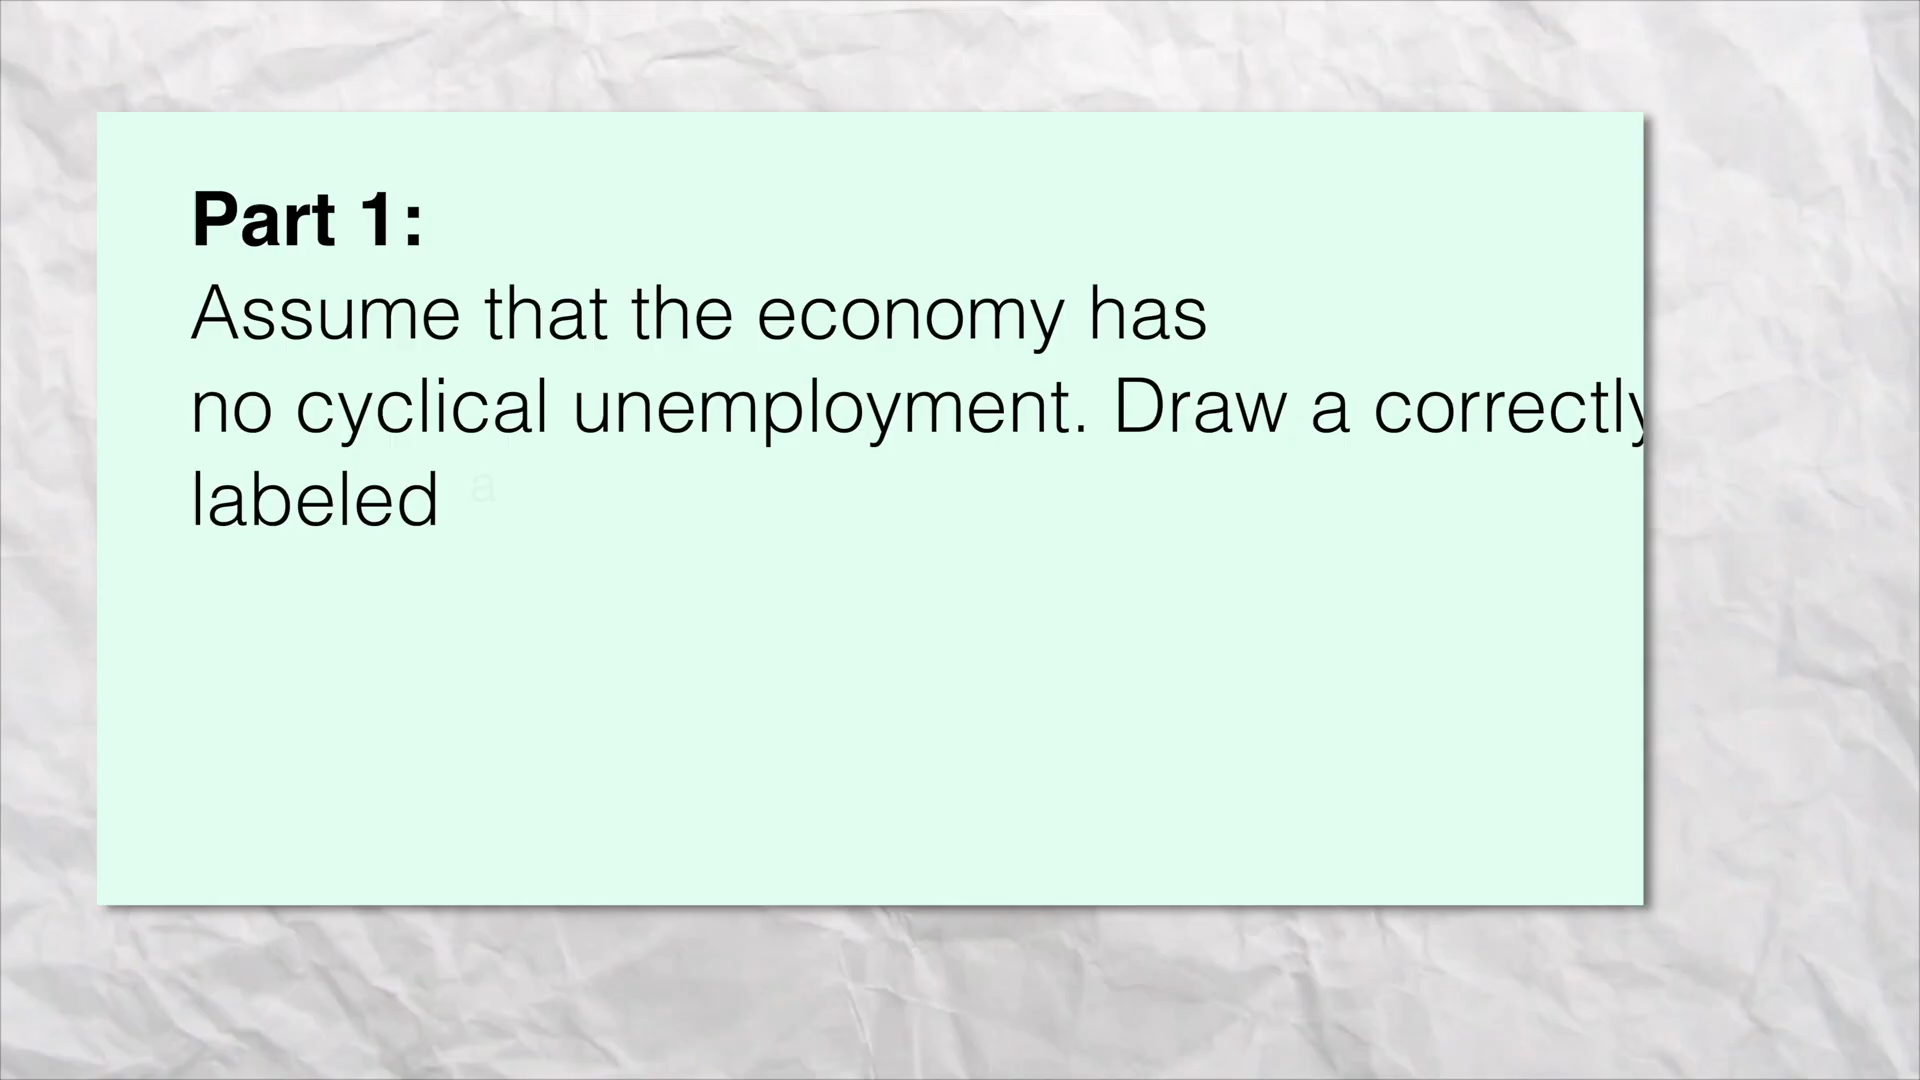 Part 1:
Assume that the economy has
no cyclical unemployment. Draw a correctly
labeled a